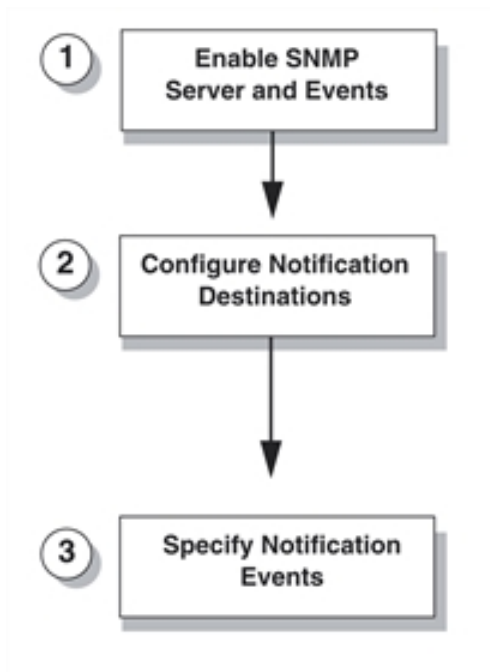 1
Enable SNMP
Server and Events
2
Configure Notification
Destinations
3
Specify Notification
Events